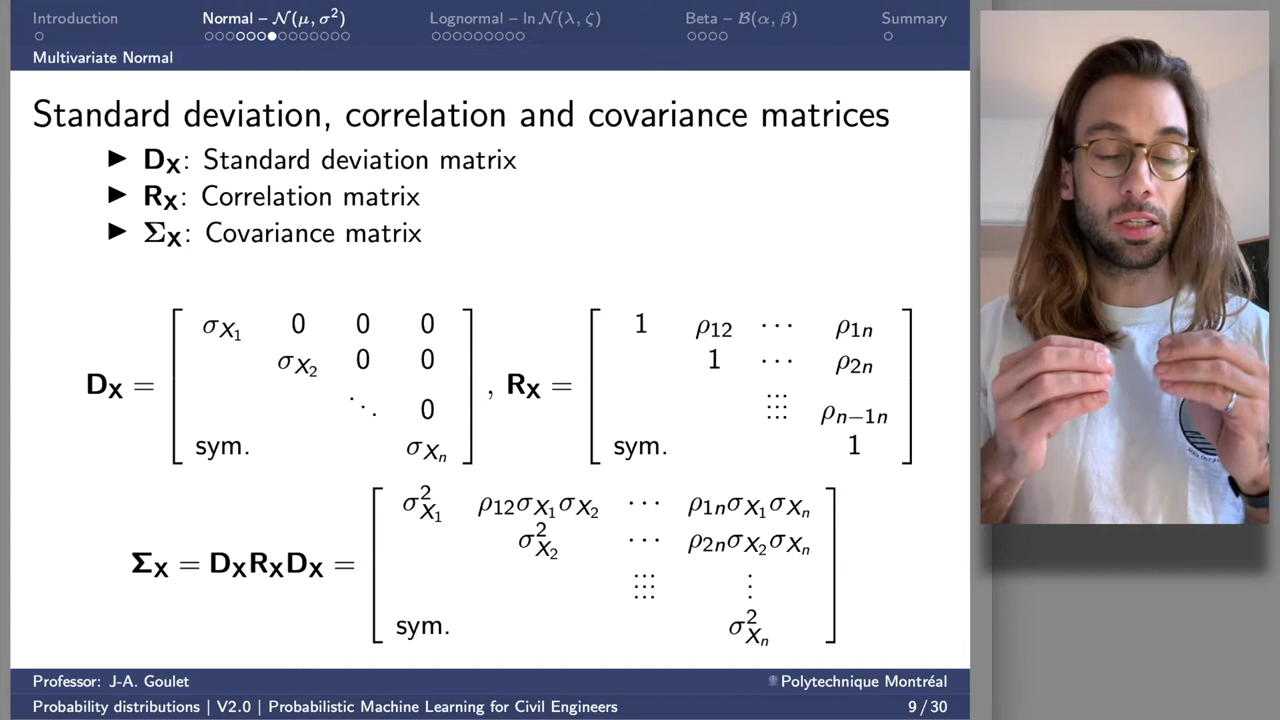 Introduction Normal – 𝒩(μ, σ²) Lognormal – ln 𝒩(λ, ζ) Beta – ℬ(α, β) Summary
Multivariate Normal
Standard deviation, correlation and covariance matrices
▶ D_X: Standard deviation matrix
▶ R_X: Correlation matrix
▶ Σ_X: Covariance matrix
D_X = [ σ_X₁ 0 0 0
σ_X₂ 0 0
⋱ 0
sym. σ_Xₙ ]
, R_X = [ 1 ρ₁₂ ⋯ ρ₁ₙ
1 ⋯ ρ₂ₙ
⋮⋮⋮ ρₙ₋₁ₙ
sym. 1 ]
Σ_X = D_X R_X D_X = [ σ²_X₁ ρ₁₂σ_X₁σ_X₂ ⋯ ρ₁ₙσ_X₁σ_Xₙ
σ²_X₂ ⋯ ρ₂ₙσ_X₂σ_Xₙ
⋮⋮⋮ ⋮
sym. σ²_Xₙ ]
Professor: J-A. Goulet Polytechnique Montréal
Probability distributions | V2.0 | Probabilistic Machine Learning for Civil Engineers 9 / 30